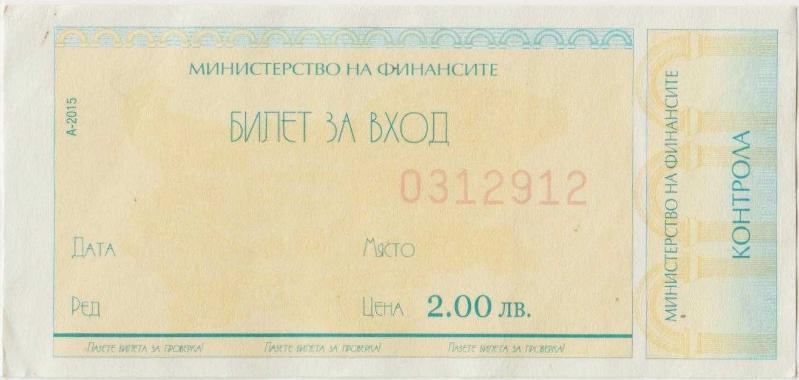 МИНИСТЕРСТВО НА ФИНАНСИТЕ
А-2015
БИЛЕТ ЗА ВХОД
0312912
ДАТА
МЯСТО
РЕД
ЦЕНА 2.00 ЛВ.
ПАЗЕТЕ БИЛЕТА ЗА ПРОВЕРКА! ПАЗЕТЕ БИЛЕТА ЗА ПРОВЕРКА! ПАЗЕТЕ БИЛЕТА ЗА ПРОВЕРКА!
МИНИСТЕРСТВО НА ФИНАНСИТЕ
КОНТРОЛА